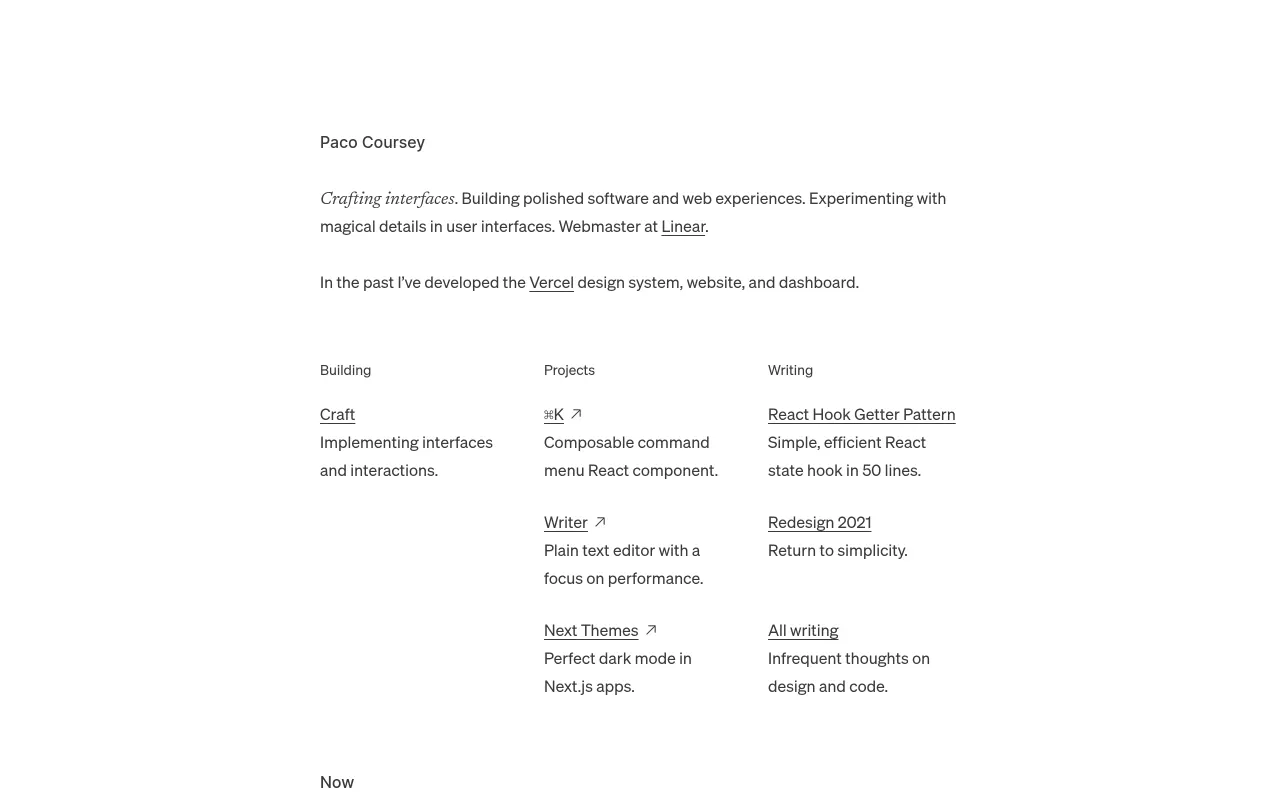 Paco Coursey
Crafting interfaces. Building polished software and web experiences. Experimenting with
magical details in user interfaces. Webmaster at Linear.
In the past I've developed the Vercel design system, website, and dashboard.
Building
Craft
Implementing interfaces
and interactions.
Projects
⌘K ↗
Composable command
menu React component.
Writer ↗
Plain text editor with a
focus on performance.
Next Themes ↗
Perfect dark mode in
Next.js apps.
Writing
React Hook Getter Pattern
Simple, efficient React
state hook in 50 lines.
Redesign 2021
Return to simplicity.
All writing
Infrequent thoughts on
design and code.
Now